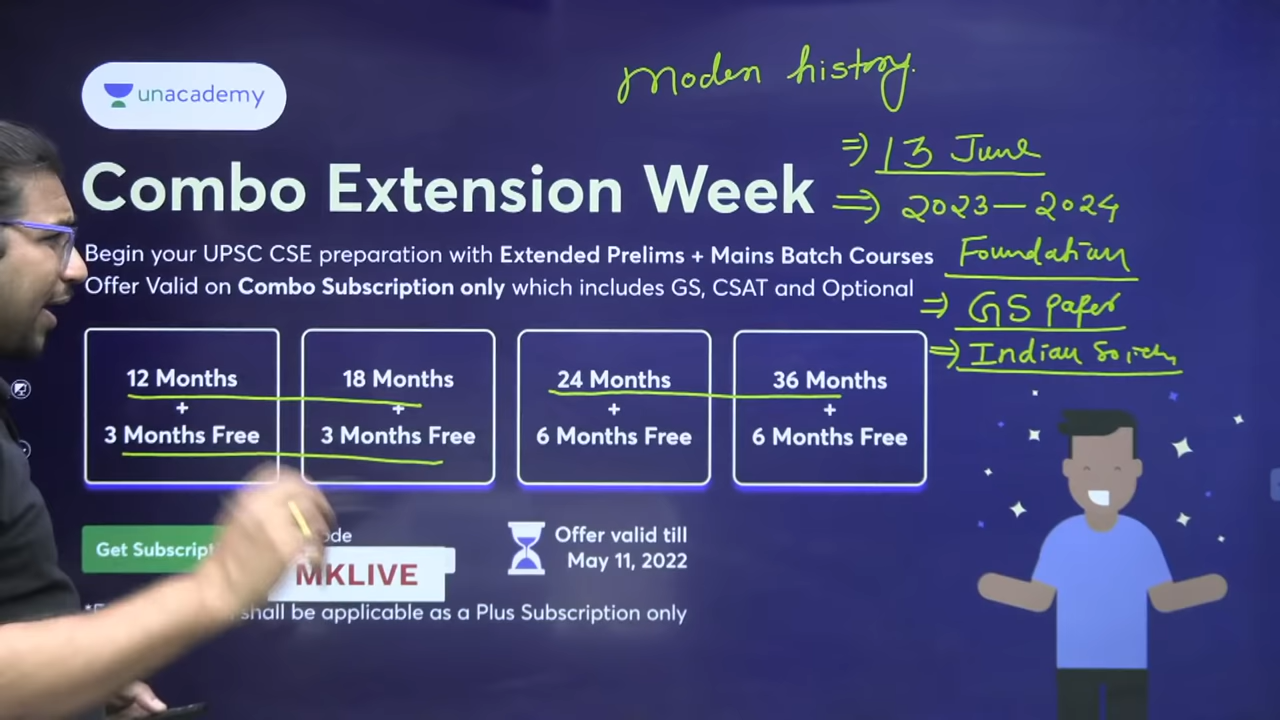 unacademy
Moden history.
⇒ 13 June
Combo Extension Week
⇒ 2023-2024
Begin your UPSC CSE preparation with Extended Prelims + Mains Batch Courses
Foundation
Offer Valid on Combo Subscription only which includes GS, CSAT and Optional
⇒ GS Paper
⇒ Indian
12 Months
+
3 Months Free
18 Months
+
3 Months Free
24 Months
+
6 Months Free
36 Months
+
6 Months Free
Get
MKLIVE
Offer valid till
May 11, 2022
shall be applicable as a Plus Subscription only